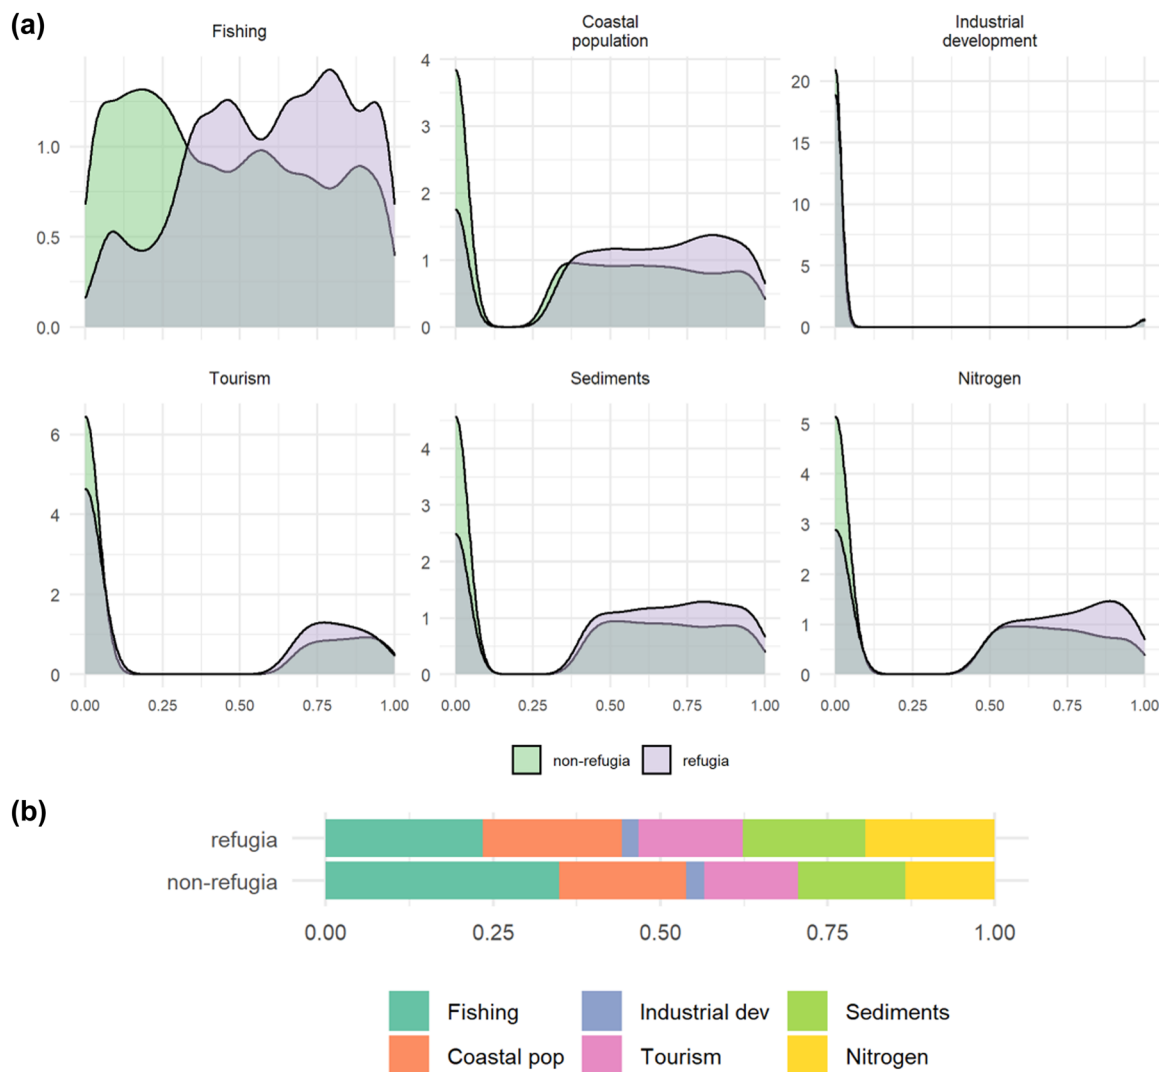 (a)
Fishing
Coastal
population
Industrial
development
1.0
0.5
0.0
4
3
2
1
0
20
15
10
5
0
Tourism
Sediments
Nitrogen
6
4
2
0
4
3
2
1
0
5
4
3
2
1
0
0.00 0.25 0.50 0.75 1.00
0.00 0.25 0.50 0.75 1.00
0.00 0.25 0.50 0.75 1.00
non-refugia refugia
(b)
refugia
non-refugia
0.00 0.25 0.50 0.75 1.00
Fishing Industrial dev Sediments
Coastal pop Tourism Nitrogen